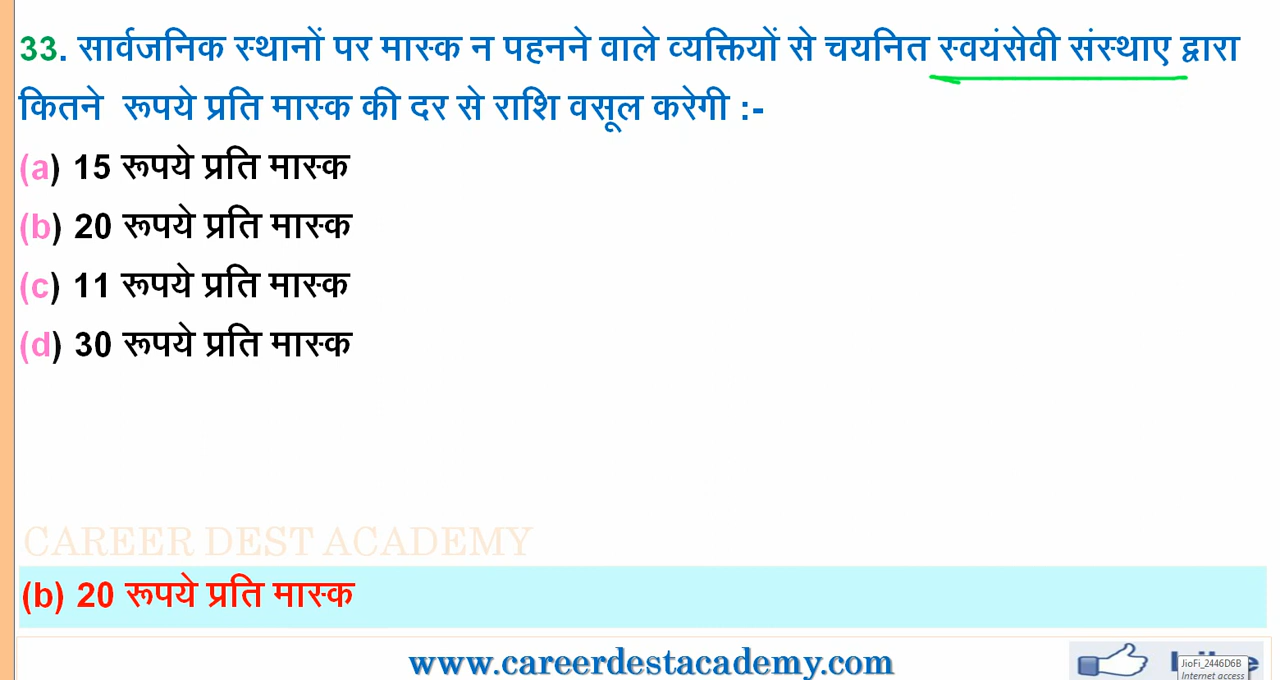 33. सार्वजनिक स्थानों पर मास्क न पहनने वाले व्यक्तियों से चयनित स्वयंसेवी संस्थाए द्वारा
कितने रूपये प्रति मास्क की दर से राशि वसूल करेगी :-
(a) 15 रूपये प्रति मास्क
(b) 20 रूपये प्रति मास्क
(c) 11 रूपये प्रति मास्क
(d) 30 रूपये प्रति मास्क
CAREER DEST ACADEMY
(b) 20 रूपये प्रति मास्क
www.careerdestacademy.com
JioFi_2446D6B
Internet access